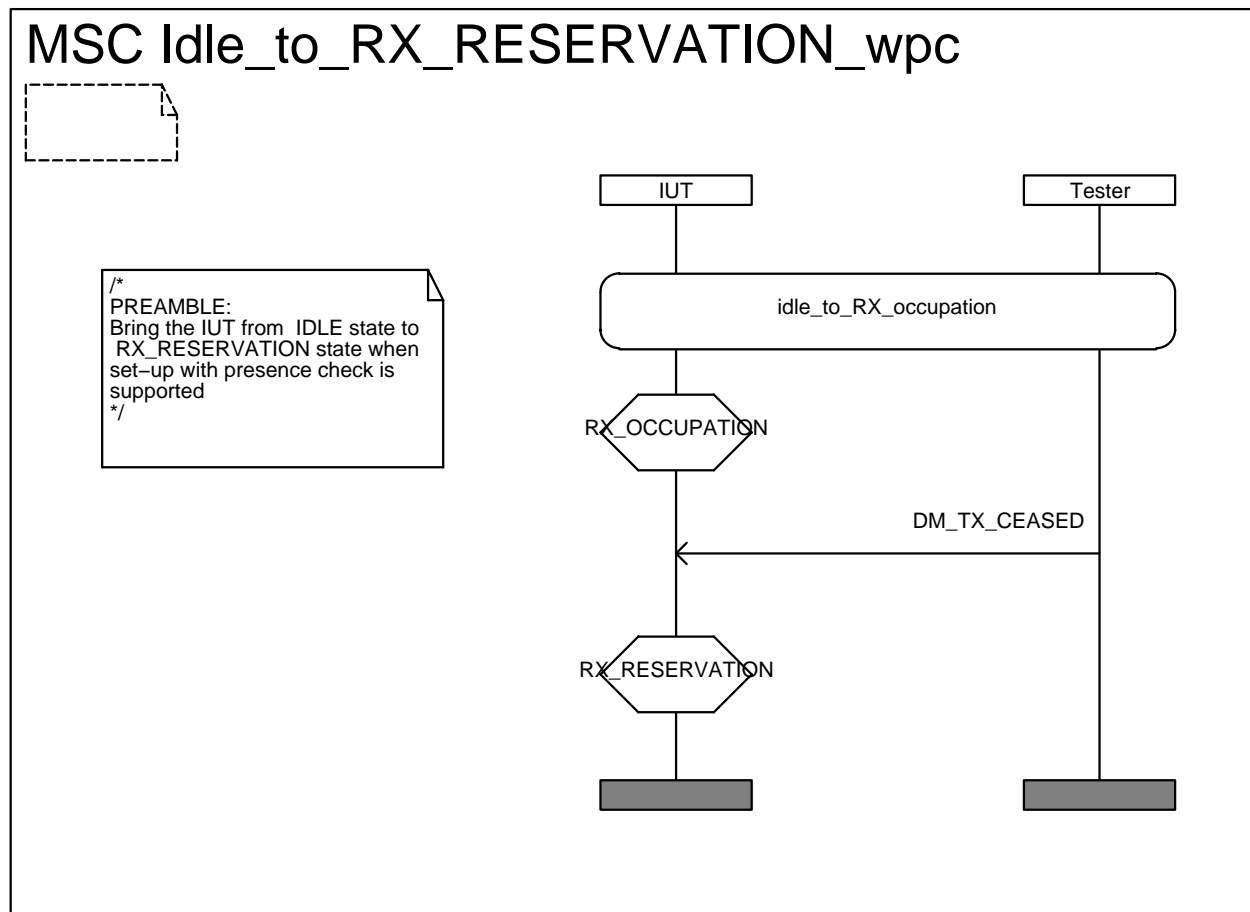 MSC Idle_to_RX_RESERVATION_wpc
IUT
Tester
/*
PREAMBLE:
Bring the IUT from  IDLE state to
RX_RESERVATION state when
set−up with presence check is
supported
*/
idle_to_RX_occupation
RX_OCCUPATION
DM_TX_CEASED
RX_RESERVATION